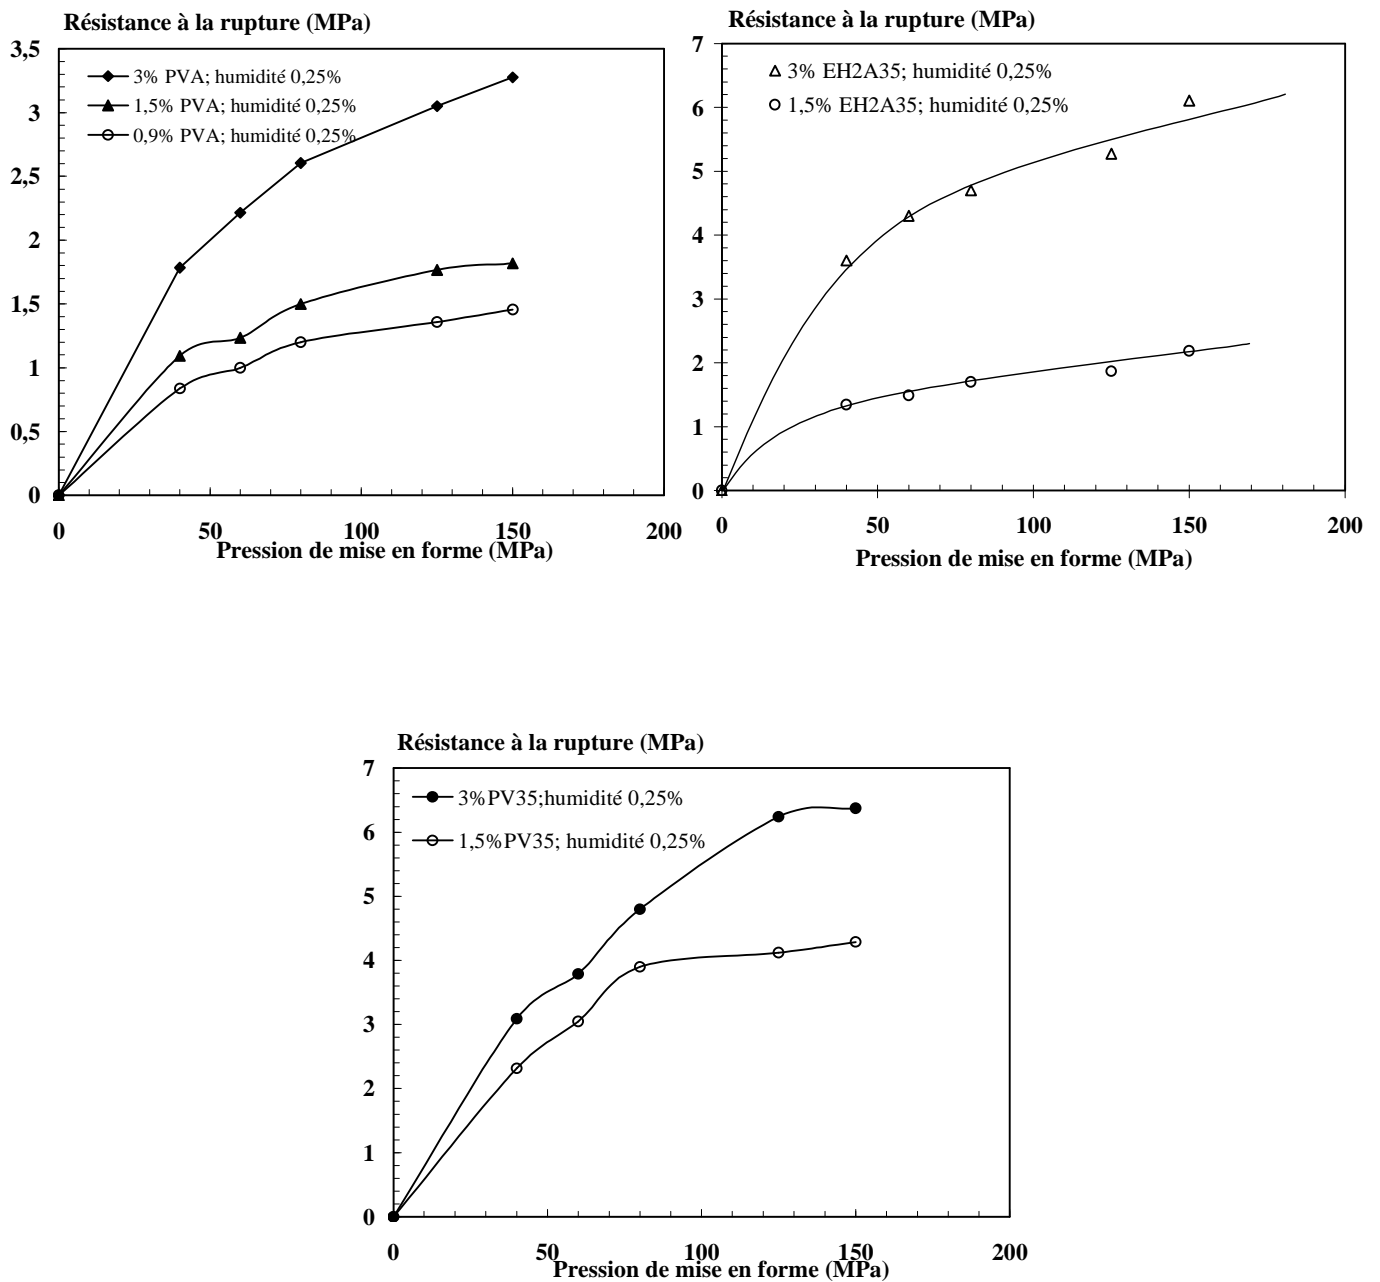 Résistance à la rupture (MPa)
3,5
3
2,5
2
1,5
1
0,5
0
3% PVA; humidité 0,25%
1,5% PVA; humidité 0,25%
0,9% PVA; humidité 0,25%
0 50 100 150 200
Pression de mise en forme (MPa)
Résistance à la rupture (MPa)
7
6
5
4
3
2
1
0
3% EH2A35; humidité 0,25%
1,5% EH2A35; humidité 0,25%
0 50 100 150 200
Pression de mise en forme (MPa)
Résistance à la rupture (MPa)
7
6
5
4
3
2
1
0
3%PV35;humidité 0,25%
1,5%PV35; humidité 0,25%
0 50 100 150 200
Pression de mise en forme (MPa)